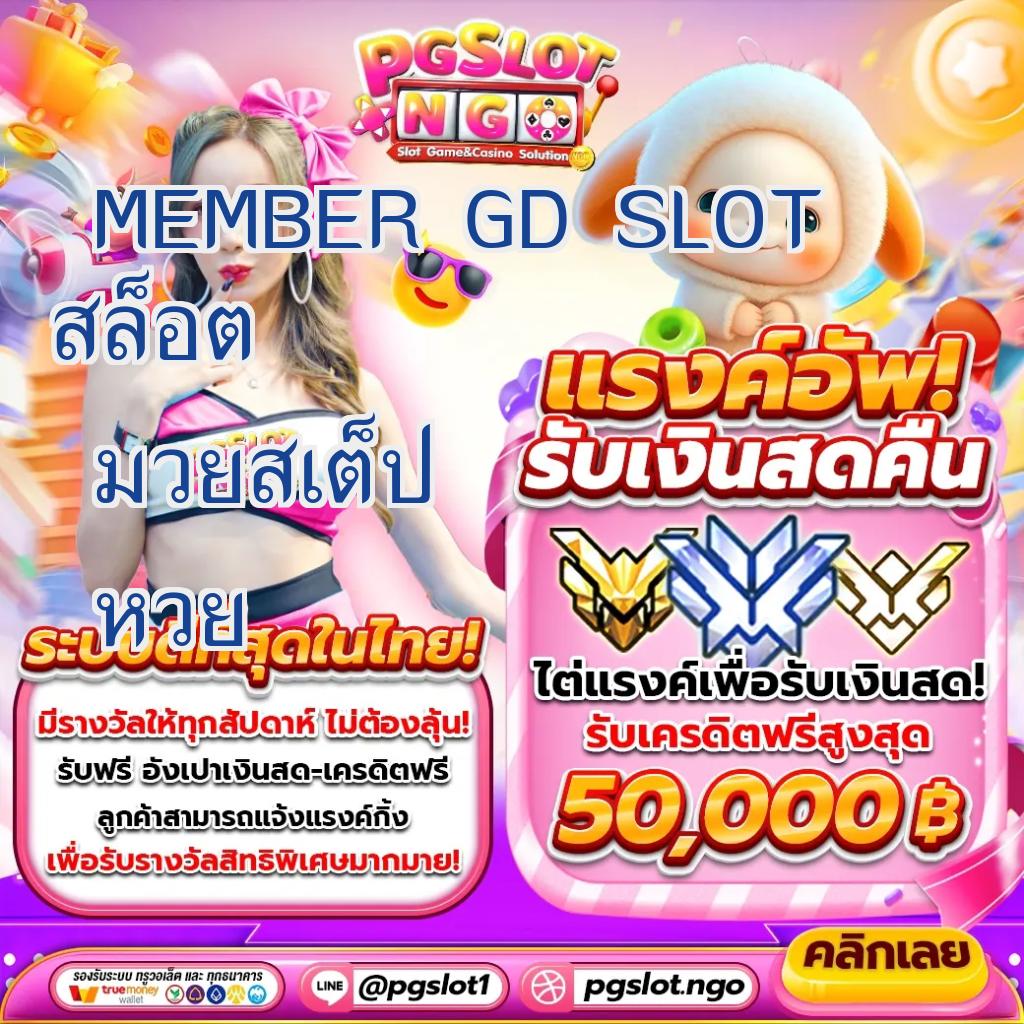 PGSLOT
NGO
Slot Game&Casino Solution
MEMBER GD SLOT
สล็อต
มวยสเต็ป
หวย
แรงค์อัพ!
รับเงินสดคืน
ไต่แรงค์เพื่อรับเงินสด!
รับเครดิตฟรีสูงสุด
50,000 ฿
ระบบดีที่สุดในไทย!
มีรางวัลให้ทุกสัปดาห์ ไม่ต้องลุ้น!
รับฟรี อังเปาเงินสด-เครดิตฟรี
ลูกค้าสามารถแจ้งแรงค์กิ้ง
เพื่อรับรางวัลสิทธิพิเศษมากมาย!
คลิกเลย
รองรับระบบ ทรูวอเล็ต และ ทุกธนาคาร
truemoney
wallet
LINE @pgslot1
pgslot.ngo